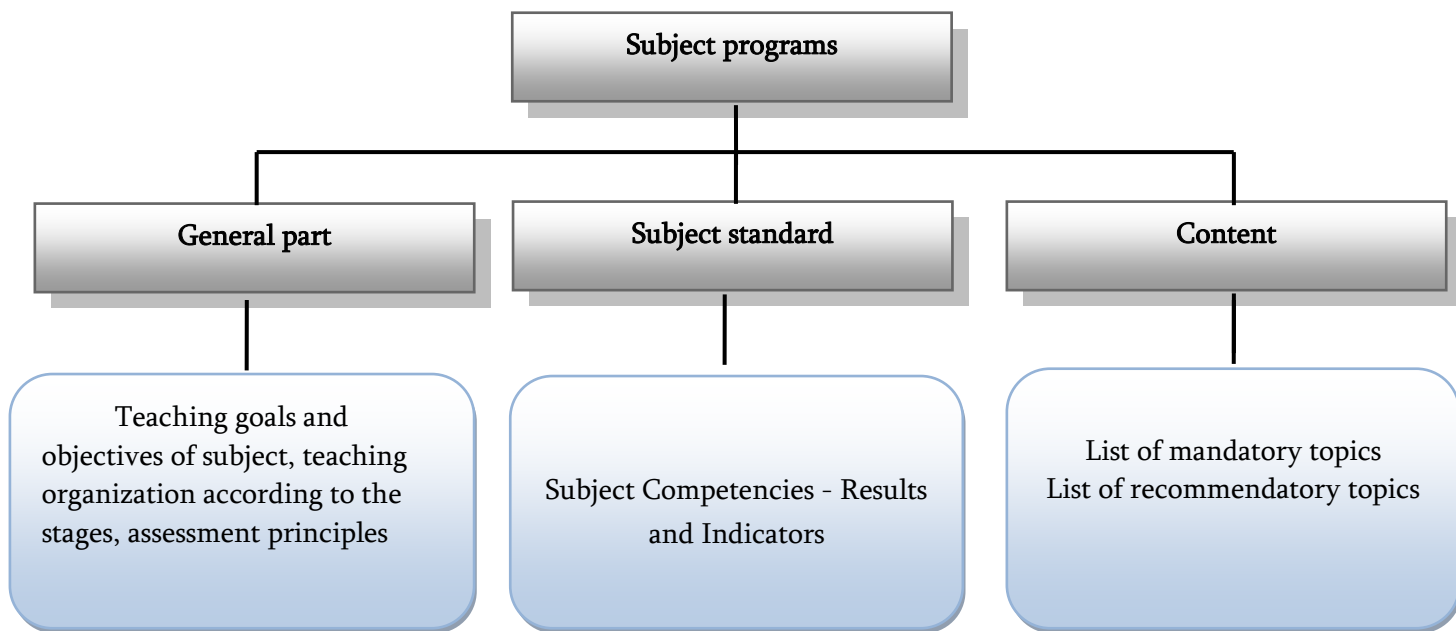 Subject programs
General part
Subject standard
Content
Teaching goals and
objectives of subject, teaching
organization according to the
stages, assessment principles
Subject Competencies - Results
and Indicators
List of mandatory topics
List of recommendatory topics